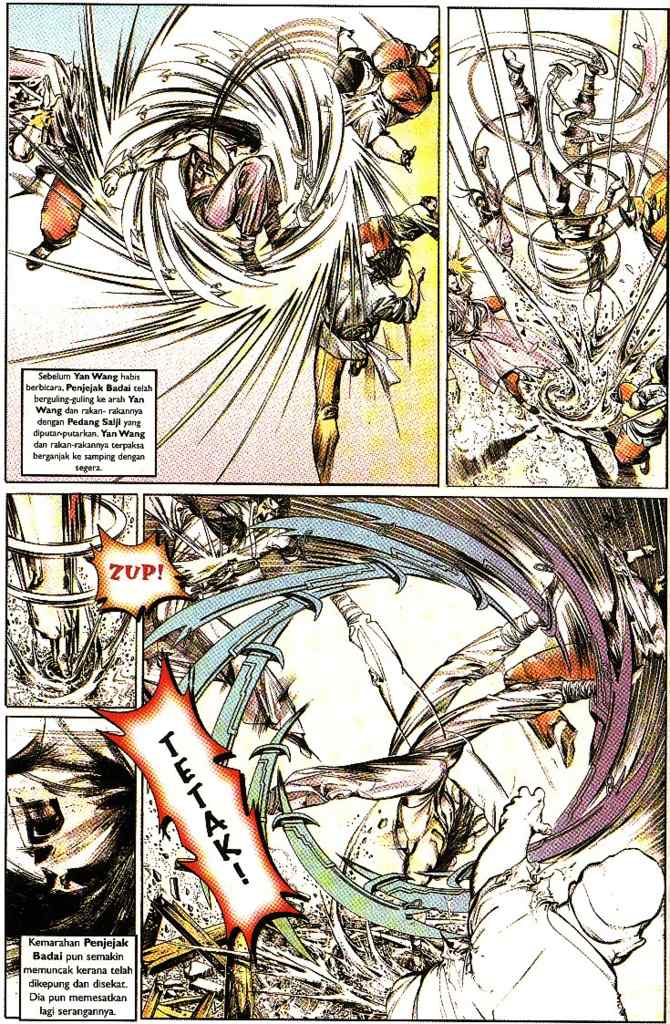 Sebelum Yan Wang habis
berbicara, Penjejak Badai telah
berguling-guling ke arah Yan
Wang dan rakan- rakannya
dengan Pedang Salji yang
diputar-putarkan. Yan Wang
dan rakan-rakannya terpaksa
berganjak ke samping dengan
segera.
ZUP!
TETAK!
Kemarahan Penjejak
Badai pun semakin
memuncak kerana telah
dikepung dan disekat.
Dia pun memesatkan
lagi serangannya.